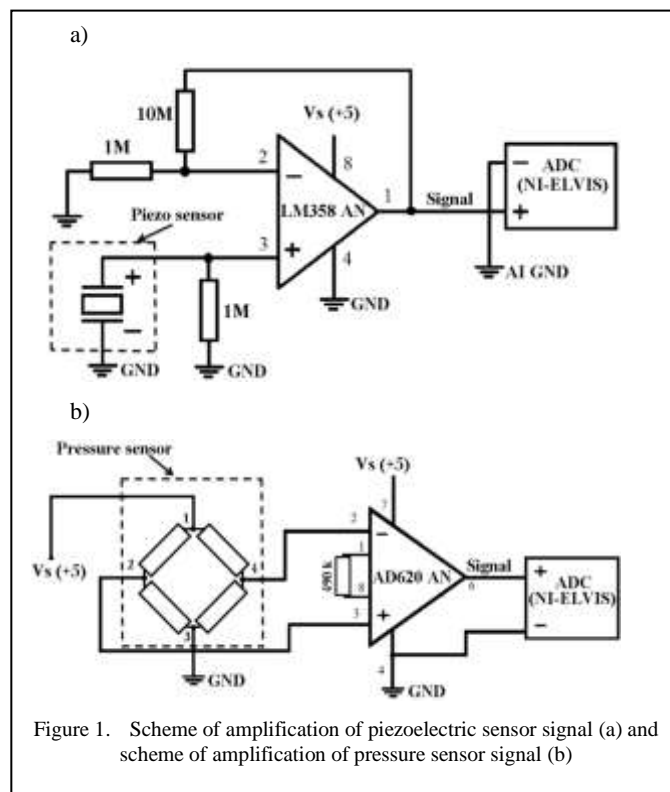 a)
10M
Vs (+5)
1M
2
8
1
ADC
(NI-ELVIS)
LM358 AN
Signal
Piezo sensor
3
4
AI GND
1M
GND
GND
GND
b)
Pressure sensor
Vs (+5)
7
1
2
Vs (+5)
2
4
1
490 k
8
AD620 AN
Signal
6
ADC
(NI-ELVIS)
3
3
4
GND
GND
Figure 1. Scheme of amplification of piezoelectric sensor signal (a) and
scheme of amplification of pressure sensor signal (b)